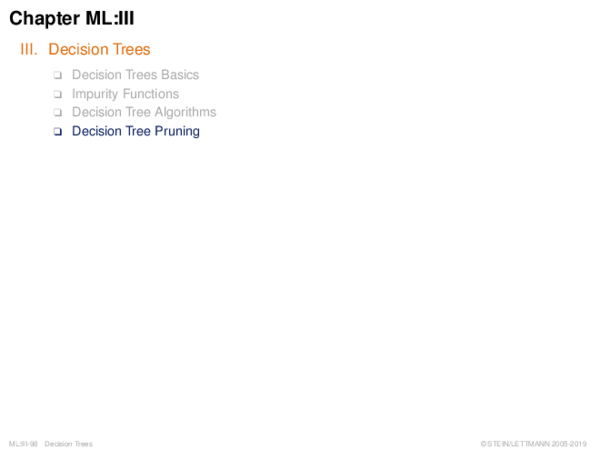 Chapter ML:III
III. Decision Trees
❑ Decision Trees Basics
❑ Impurity Functions
❑ Decision Tree Algorithms
❑ Decision Tree Pruning
ML:III-98 Decision Trees
© STEIN/LETTMANN 2005-2019